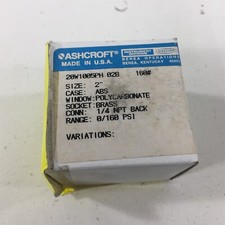 ASHCROFT
MADE IN U.S.A.
BEREA OPERATIONS
BEREA, KENTUCKY
20W1005PH 02B 160#
SIZE: 2"
CASE: ABS
WINDOW:POLYCARBONATE
SOCKET:BRASS
CONN: 1/4 NPT BACK
RANGE: 0/160 PSI
VARIATIONS: